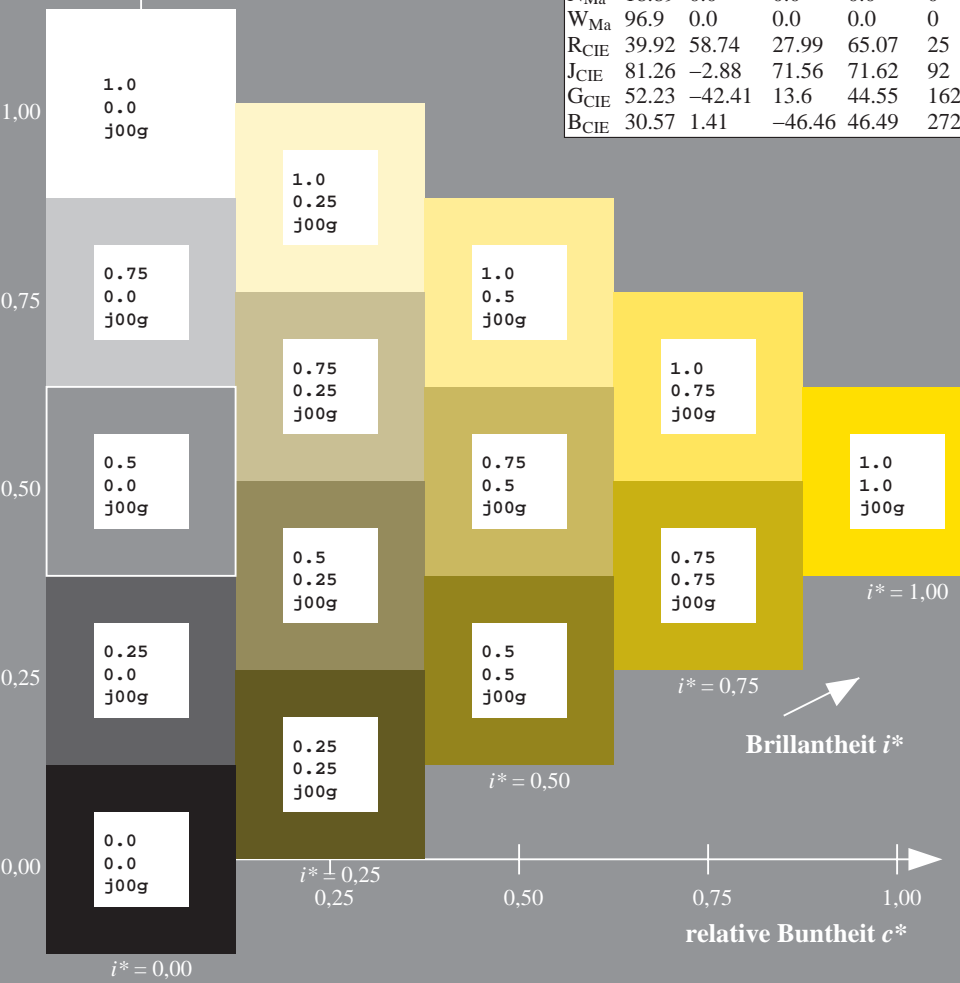 W_Ma 96.9 0.0 0.0 0.0 0
R_CIE 39.92 58.74 27.99 65.07 25
J_CIE 81.26 –2.88 71.56 71.62 92
G_CIE 52.23 –42.41 13.6 44.55 162
B_CIE 30.57 1.41 –46.46 46.49 272
1,00
0,75
0,50
0,25
0,00
1.0
0.0
j00g
0.75
0.0
j00g
0.5
0.0
j00g
0.25
0.0
j00g
0.0
0.0
j00g
i* = 0,00
1.0
0.25
j00g
0.75
0.25
j00g
0.5
0.25
j00g
0.25
0.25
j00g
i* = 0,25
1.0
0.5
j00g
0.75
0.5
j00g
0.5
0.5
j00g
i* = 0,50
1.0
0.75
j00g
0.75
0.75
j00g
i* = 0,75
1.0
1.0
j00g
i* = 1,00
Brillantheit i*
0,25 0,50 0,75 1,00
relative Buntheit c*